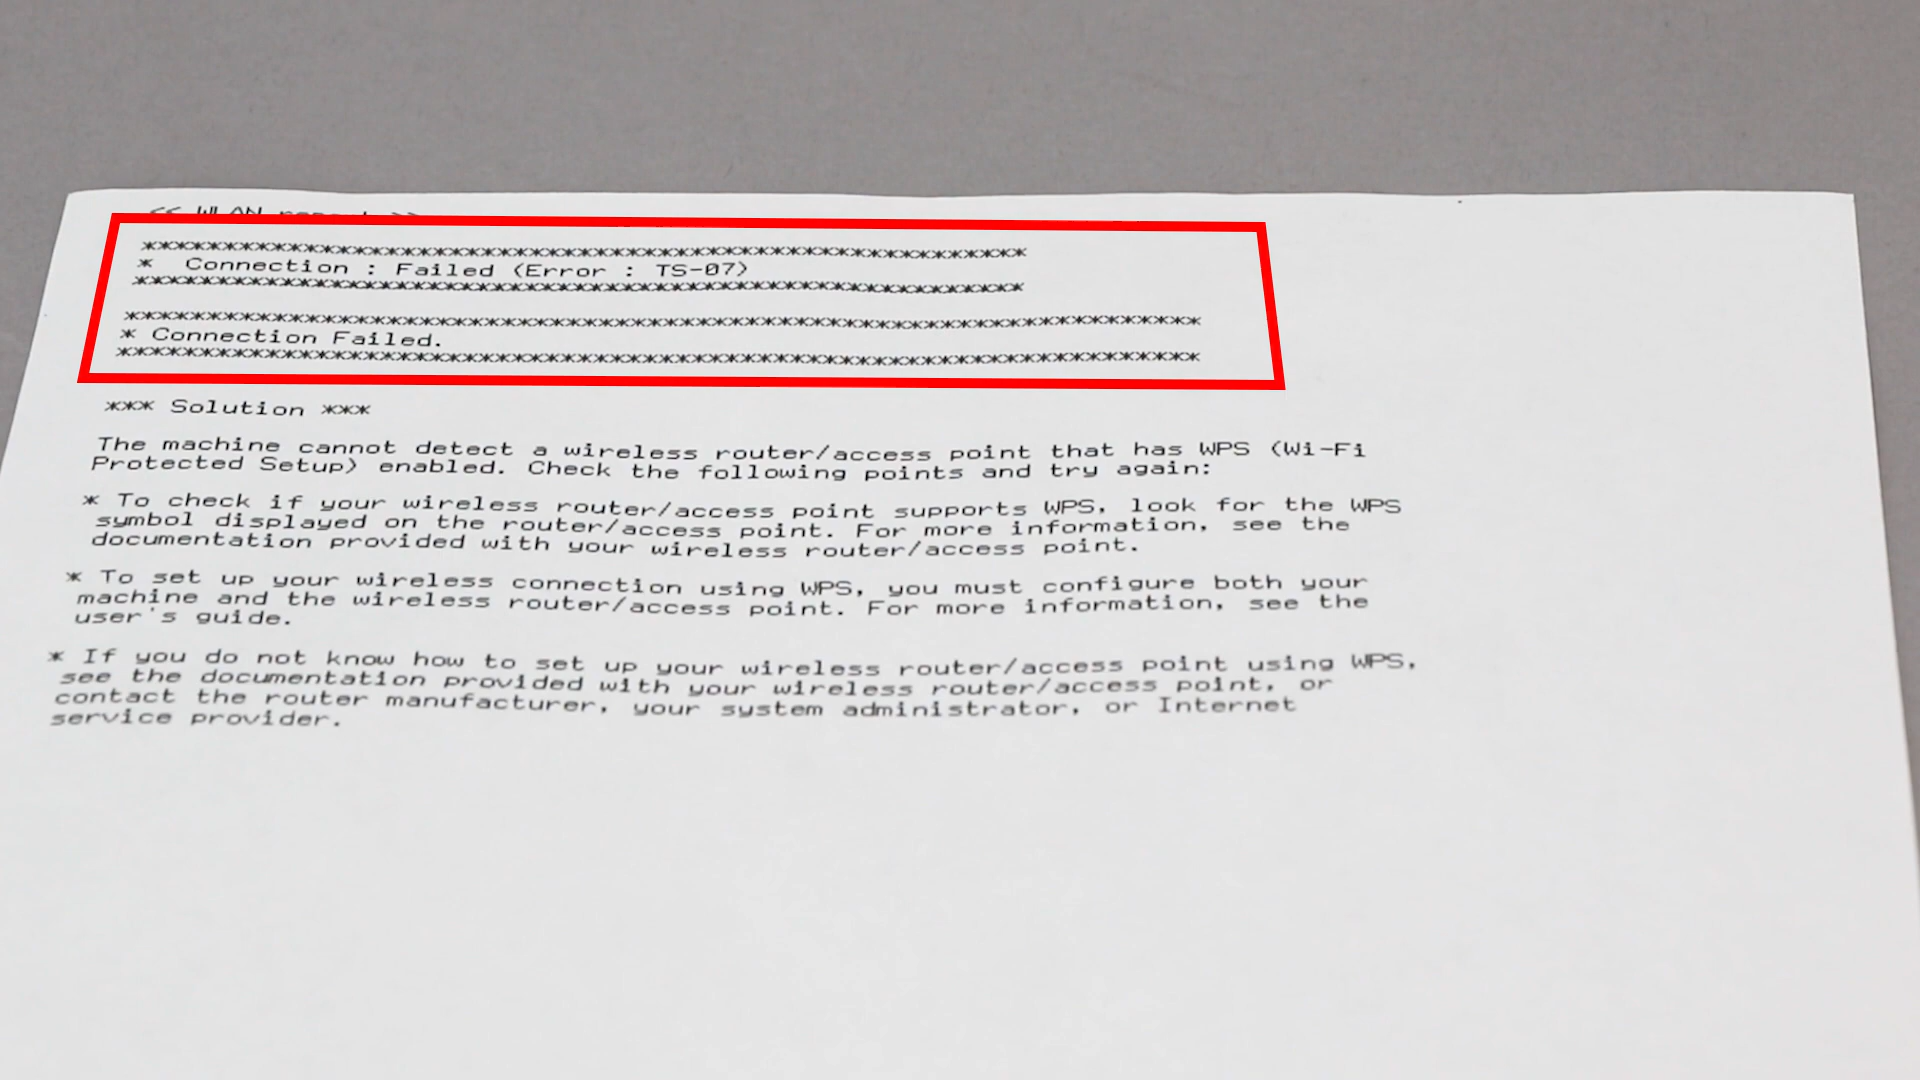 << WLAN report >>
*******************************************************
*  Connection : Failed (Error : TS-07)
*******************************************************
*******************************************************************
* Connection Failed.
*******************************************************************
*** Solution ***
The machine cannot detect a wireless router/access point that has WPS (Wi-Fi
Protected Setup) enabled. Check the following points and try again:
* To check if your wireless router/access point supports WPS, look for the WPS
symbol displayed on the router/access point. For more information, see the
documentation provided with your wireless router/access point.
* To set up your wireless connection using WPS, you must configure both your
machine and the wireless router/access point. For more information, see the
user's guide.
* If you do not know how to set up your wireless router/access point using WPS,
see the documentation provided with your wireless router/access point, or
contact the router manufacturer, your system administrator, or Internet
service provider.